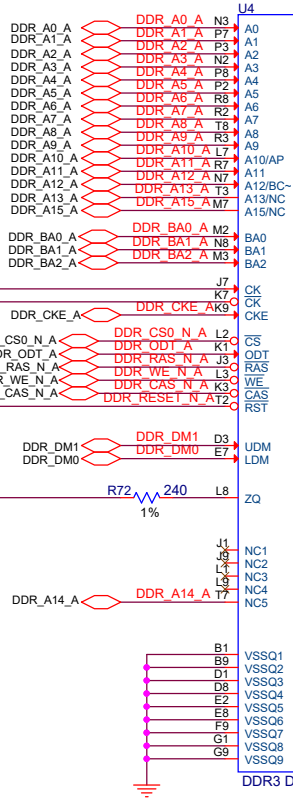 U4
DDR_A0_A DDR_A0_A N3 A0
DDR_A1_A DDR_A1_A P7 A1
DDR_A2_A DDR_A2_A P3 A2
DDR_A3_A DDR_A3_A N2 A3
DDR_A4_A DDR_A4_A P8 A4
DDR_A5_A DDR_A5_A P2 A5
DDR_A6_A DDR_A6_A R8 A6
DDR_A7_A DDR_A7_A R2 A7
DDR_A8_A DDR_A8_A T8 A8
DDR_A9_A DDR_A9_A R3 A9
DDR_A10_A DDR_A10_A L7 A10/AP
DDR_A11_A DDR_A11_A R7 A11
DDR_A12_A DDR_A12_A N7 A12/BC~
DDR_A13_A DDR_A13_A T3 A13/NC
DDR_A15_A DDR_A15_A M7 A15/NC
DDR_BA0_A DDR_BA0_A M2 BA0
DDR_BA1_A DDR_BA1_A N8 BA1
DDR_BA2_A DDR_BA2_A M3 BA2
J7 CK
K7 CK
DDR_CKE_A DDR_CKE_A K9 CKE
_CS0_N_A DDR_CS0_N_A L2 CS
DR_ODT_A DDR_ODT_A K1 ODT
_RAS_N_A DDR_RAS_N_A J3 RAS
R_WE_N_A DDR_WE_N_A L3 WE
_CAS_N_A DDR_CAS_N_A K3 CAS
DDR_RESET_N_A T2 RST
DDR_DM1 DDR_DM1 D3 UDM
DDR_DM0 DDR_DM0 E7 LDM
R72 240 L8 ZQ
1%
J1 NC1
J9 NC2
L1 NC3
L9 NC4
DDR_A14_A DDR_A14_A T7 NC5
B1 VSSQ1
B9 VSSQ2
D1 VSSQ3
D8 VSSQ4
E2 VSSQ5
E8 VSSQ6
F9 VSSQ7
G1 VSSQ8
G9 VSSQ9
DDR3 D